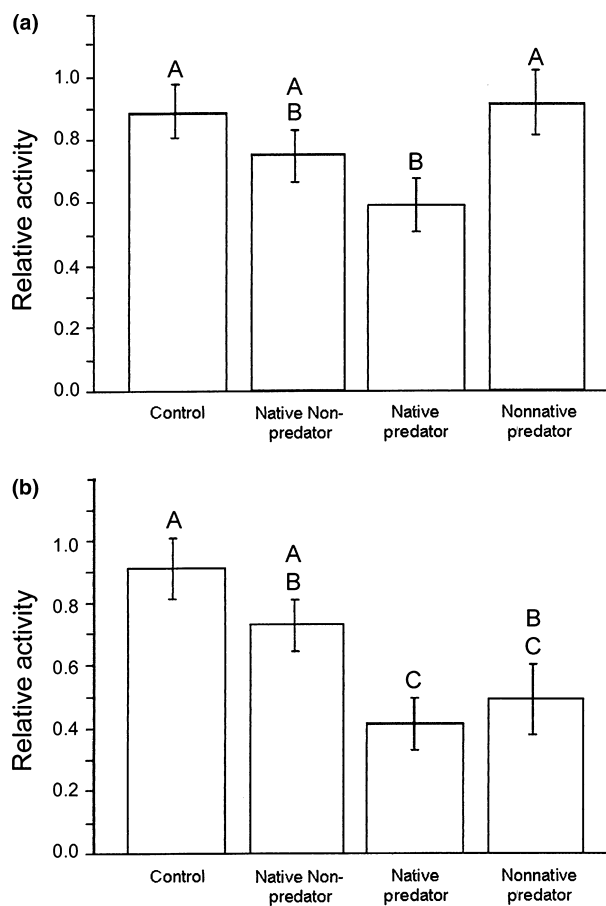 (a)
Relative activity
1.0
0.8
0.6
0.4
0.2
0.0
A
A
B
B
A
Control
Native Non-
predator
Native
predator
Nonnative
predator
(b)
Relative activity
1.0
0.8
0.6
0.4
0.2
0.0
A
A
B
C
B
C
Control
Native Non-
predator
Native
predator
Nonnative
predator